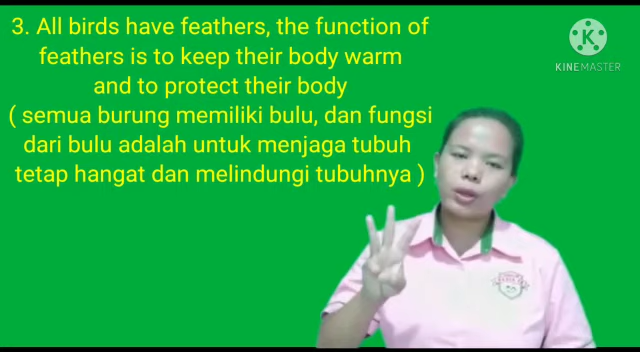 3. All birds have feathers, the function of
feathers is to keep their body warm
and to protect their body
( semua burung memiliki bulu, dan fungsi
dari bulu adalah untuk menjaga tubuh
tetap hangat dan melindungi tubuhnya )
K
KINEMASTER